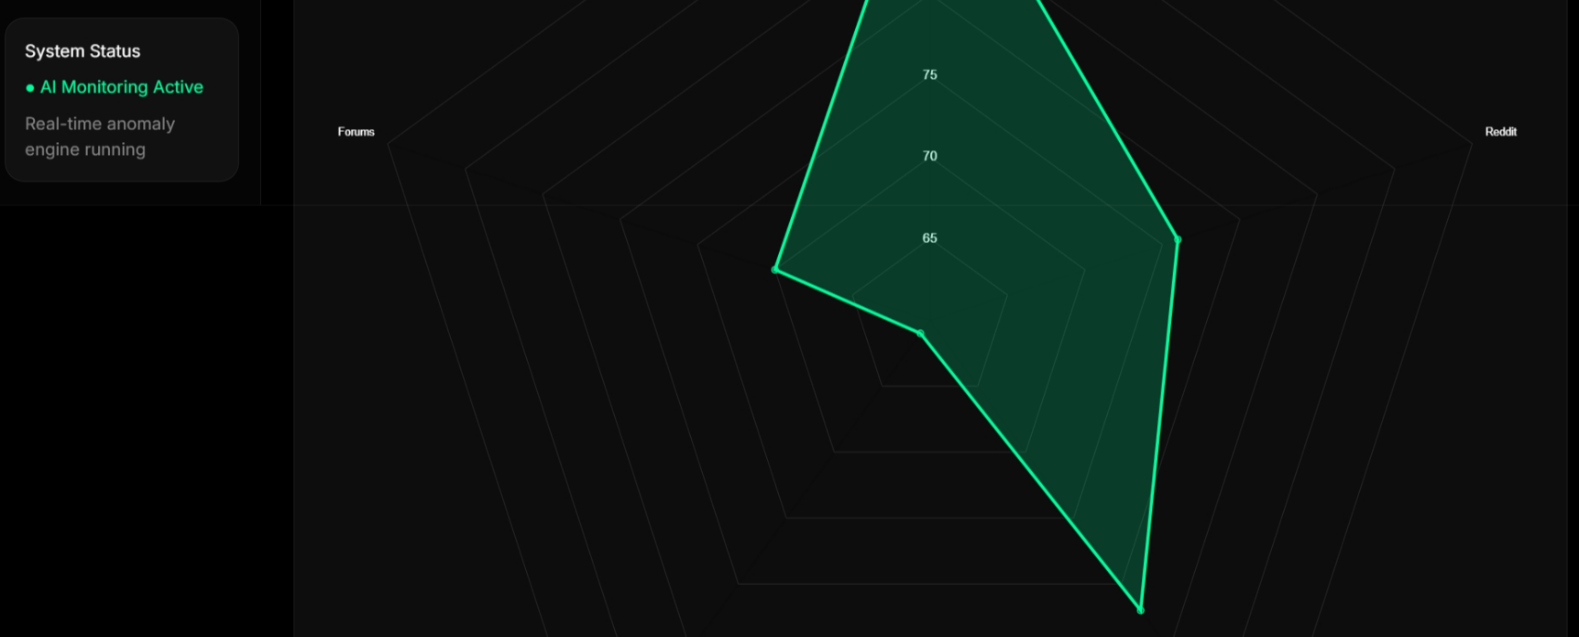 System Status
● AI Monitoring Active
Real-time anomaly
engine running
75
Forums
Reddit
70
65